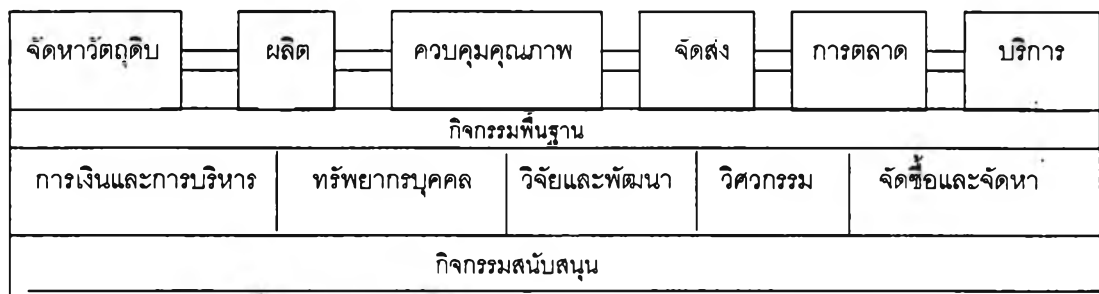 จัดหาวัตถุดิบ ผลิต ควบคุมคุณภาพ จัดส่ง การตลาด บริการ
กิจกรรมพื้นฐาน
การเงินและการบริหาร ทรัพยากรบุคคล วิจัยและพัฒนา วิศวกรรม จัดซื้อและจัดหา
กิจกรรมสนับสนุน